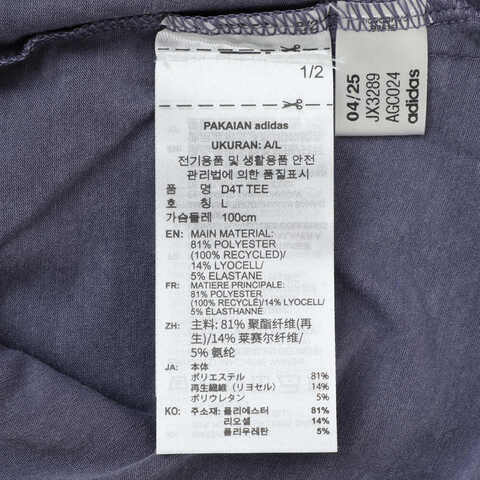 1/2
PAKAIAN adidas
UKURAN: A/L
전기용품 및 생활용품 안전
관리법에 의한 품질표시
품 명 D4T TEE
호 칭 L
가슴둘레 100cm
EN: MAIN MATERIAL:
81% POLYESTER
(100% RECYCLED)/
14% LYOCELL/
5% ELASTANE
FR: MATIERE PRINCIPALE:
81% POLYESTER
(100% RECYCLÉ)/14% LYOCELL/
5% ÉLASTHANNE
ZH: 主料: 81% 聚酯纤维(再
生)/14% 莱赛尔纤维/
5% 氨纶
JA: 本体
ポリエステル 81%
再生繊維（リヨセル） 14%
ポリウレタン 5%
KO: 주소재: 폴리에스터 81%
리오셀 14%
폴리우레탄 5%
04/25
JX3289
AGC024
adidas